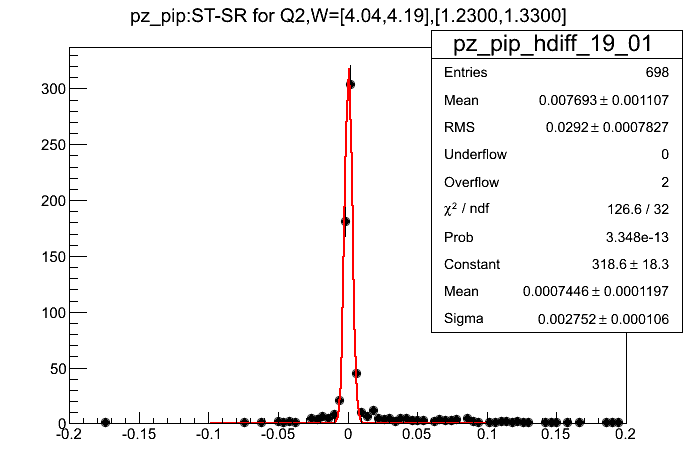 pz_pip:ST-SR for Q2,W=[4.04,4.19],[1.2300,1.3300]
pz_pip_hdiff_19_01
Entries 698
Mean 0.007693 ± 0.001107
RMS 0.0292 ± 0.0007827
Underflow 0
Overflow 2
χ² / ndf 126.6 / 32
Prob 3.348e-13
Constant 318.6 ± 18.3
Mean 0.0007446 ± 0.0001197
Sigma 0.002752 ± 0.000106
300
250
200
150
100
50
0
-0.2 -0.15 -0.1 -0.05 0 0.05 0.1 0.15 0.2